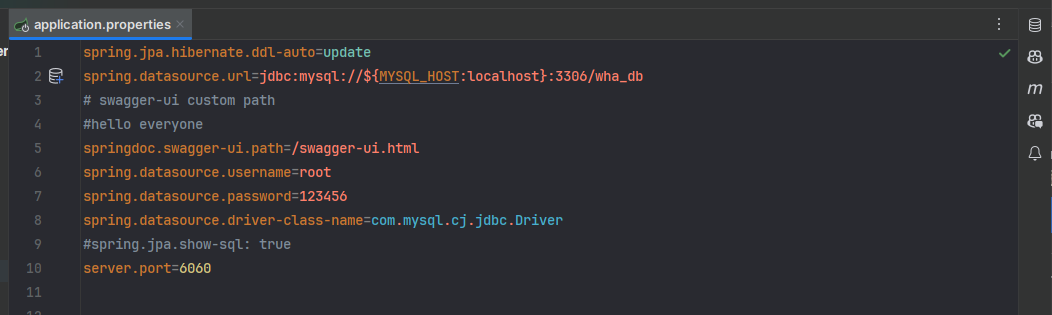 application.properties
er
1 spring.jpa.hibernate.ddl-auto=update
2 spring.datasource.url=jdbc:mysql://${MYSQL_HOST:localhost}:3306/wha_db
3 # swagger-ui custom path
4 #hello everyone
5 springdoc.swagger-ui.path=/swagger-ui.html
6 spring.datasource.username=root
7 spring.datasource.password=123456
8 spring.datasource.driver-class-name=com.mysql.cj.jdbc.Driver
9 #spring.jpa.show-sql: true
10 server.port=6060
11
m